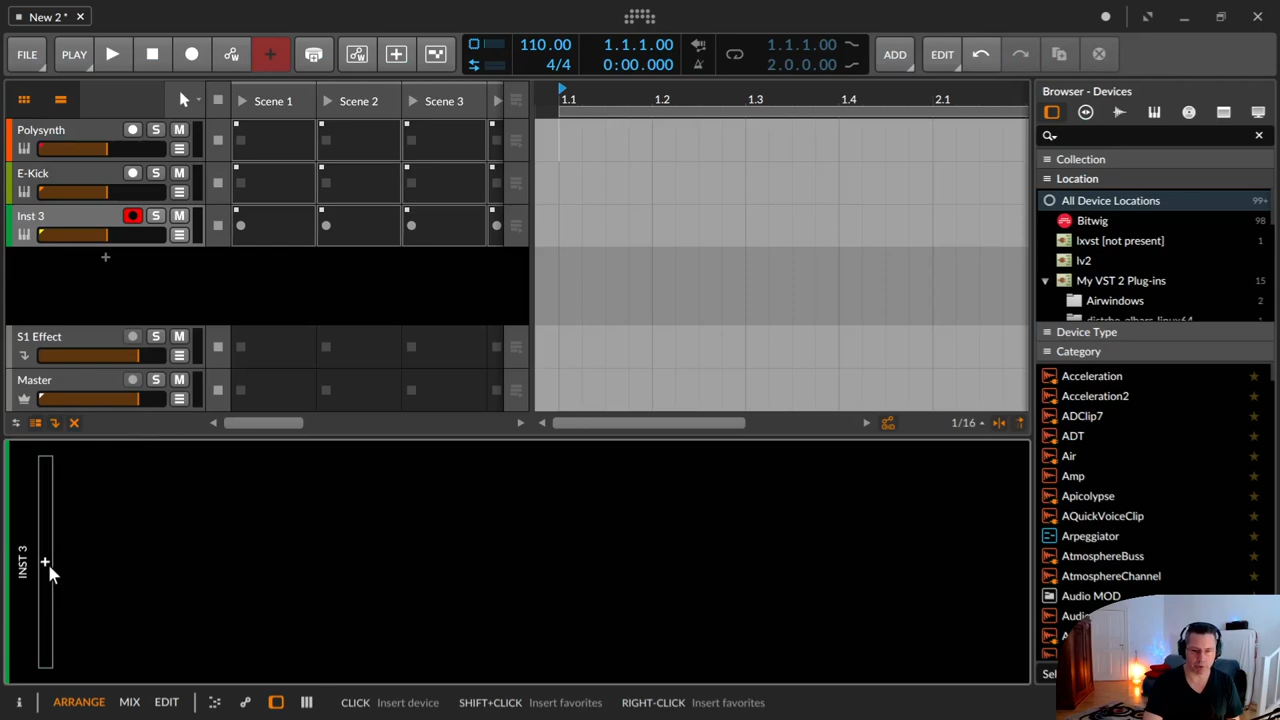 New 2 *
FILE
PLAY
110.00
4/4
1.1.1.00
0:00.000
1.1.1.00
2.0.0.00
ADD
EDIT
Scene 1
Scene 2
Scene 3
1.1
1.2
1.3
1.4
2.1
Browser - Devices
Polysynth
S M
Collection
E-Kick
S M
Location
Inst 3
S M
All Device Locations 99+
Bitwig 98
lxvst [not present]
lv2
My VST 2 Plug-ins 15
Airwindows 2
S1 Effect
S M
Device Type
Category
Master
S M
1/16
Acceleration
Acceleration2
ADClip7
ADT
Air
Amp
Apicolypse
AQuickVoiceClip
Arpeggiator
AtmosphereBuss
AtmosphereChannel
Audio MOD
INST 3
i
ARRANGE
MIX
EDIT
CLICK Insert device
SHIFT+CLICK Insert favorites
RIGHT-CLICK Insert favorites